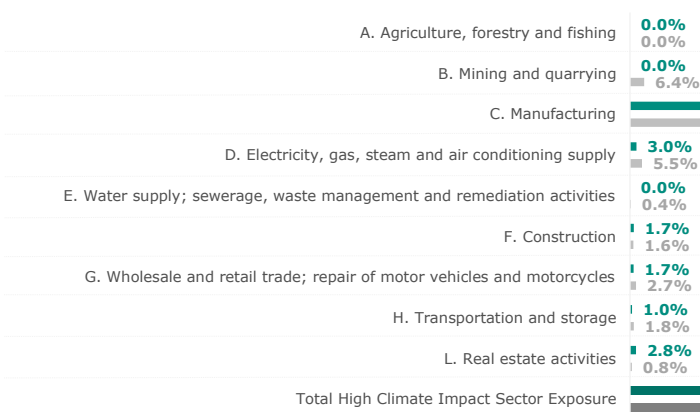 A. Agriculture, forestry and fishing 0.0%
0.0%
B. Mining and quarrying 0.0%
6.4%
C. Manufacturing
D. Electricity, gas, steam and air conditioning supply 3.0%
5.5%
E. Water supply; sewerage, waste management and remediation activities 0.0%
0.4%
F. Construction 1.7%
1.6%
G. Wholesale and retail trade; repair of motor vehicles and motorcycles 1.7%
2.7%
H. Transportation and storage 1.0%
1.8%
L. Real estate activities 2.8%
0.8%
Total High Climate Impact Sector Exposure